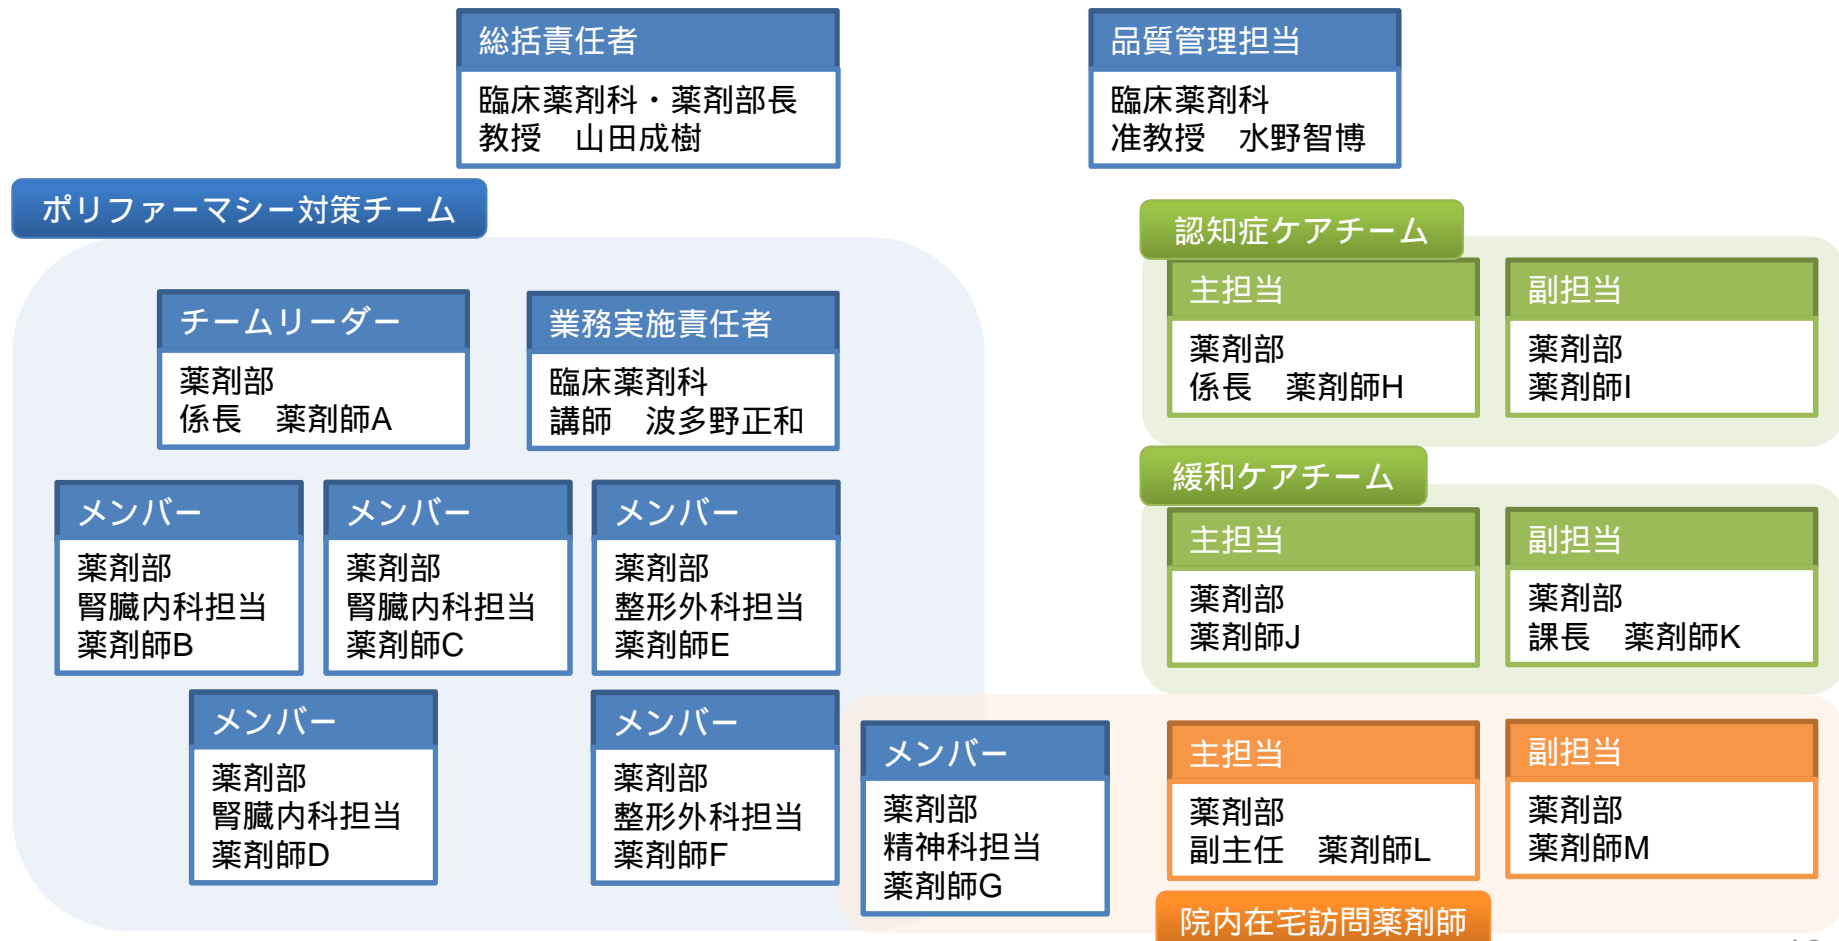 総括責任者
臨床薬剤科・薬剤部長
教授　山田成樹
品質管理担当
臨床薬剤科
准教授　水野智博
ポリファーマシー対策チーム
チームリーダー
薬剤部
係長　薬剤師A
業務実施責任者
臨床薬剤科
講師　波多野正和
メンバー
薬剤部
腎臓内科担当
薬剤師B
メンバー
薬剤部
腎臓内科担当
薬剤師C
メンバー
薬剤部
整形外科担当
薬剤師E
メンバー
薬剤部
腎臓内科担当
薬剤師D
メンバー
薬剤部
整形外科担当
薬剤師F
メンバー
薬剤部
精神科担当
薬剤師G
認知症ケアチーム
主担当
薬剤部
係長　薬剤師H
副担当
薬剤部
薬剤師I
緩和ケアチーム
主担当
薬剤部
薬剤師J
副担当
薬剤部
課長　薬剤師K
主担当
薬剤部
副主任　薬剤師L
副担当
薬剤部
薬剤師M
院内在宅訪問薬剤師